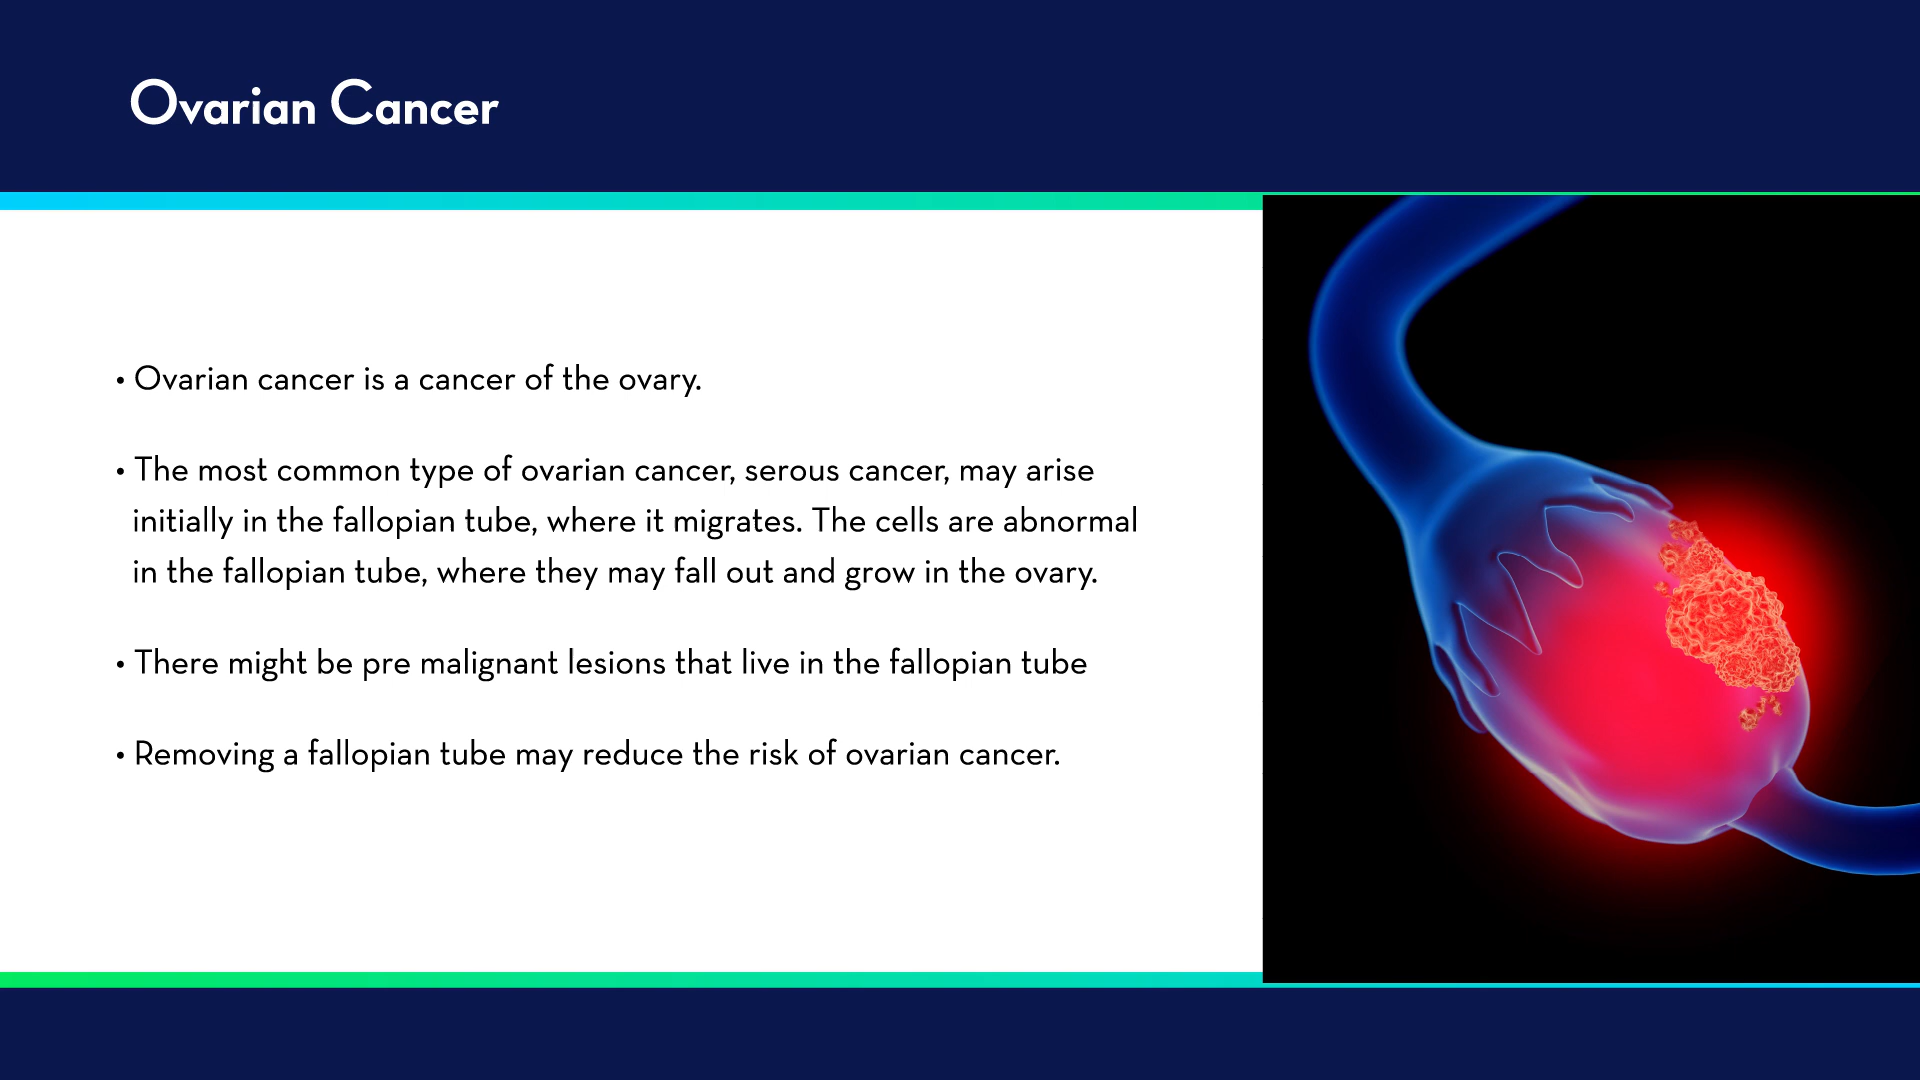 Ovarian Cancer
• Ovarian cancer is a cancer of the ovary.
• The most common type of ovarian cancer, serous cancer, may arise
initially in the fallopian tube, where it migrates. The cells are abnormal
in the fallopian tube, where they may fall out and grow in the ovary.
• There might be pre malignant lesions that live in the fallopian tube
• Removing a fallopian tube may reduce the risk of ovarian cancer.